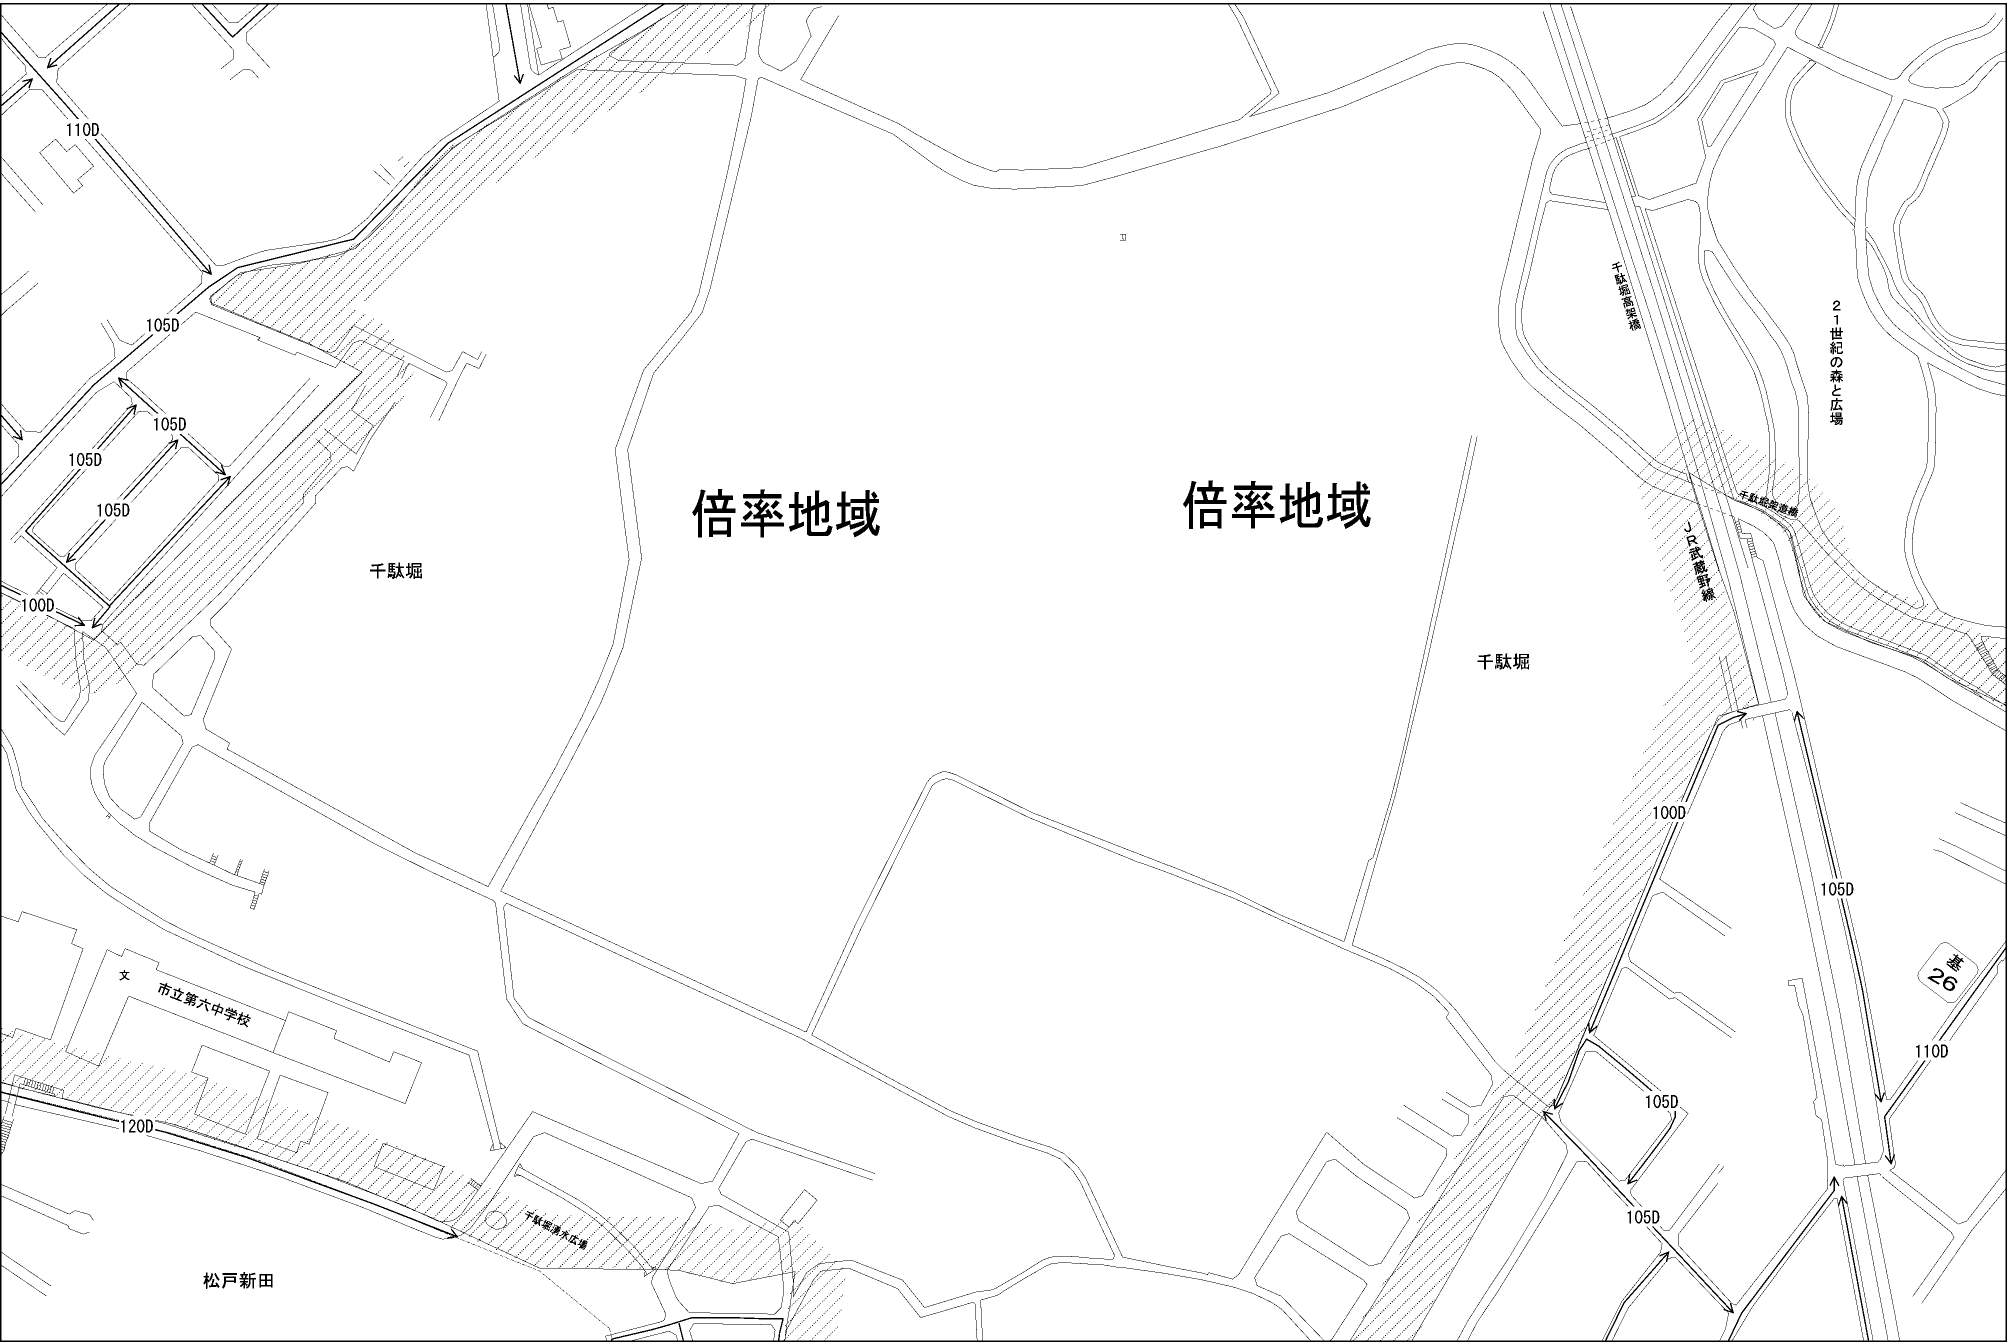 110D
千駄堀高架橋
105D
21世紀の森と広場
105D
105D
105D
倍率地域
倍率地域
千駄堀架道橋
JR武蔵野線
千駄堀
100D
千駄堀
100D
105D
基
26
文
市立第六中学校
110D
105D
120D
105D
千駄堀湧水広場
松戸新田